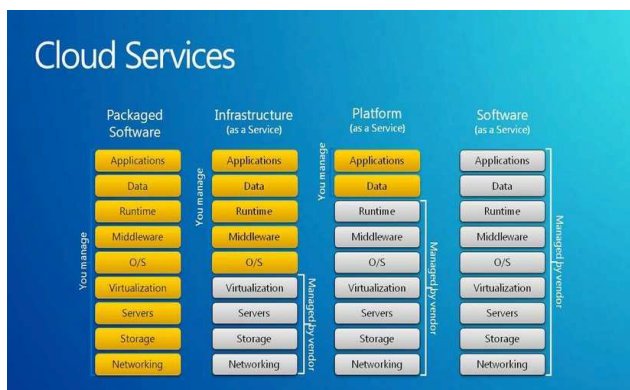 Cloud Services
Packaged
Software
You manage
Applications
Data
Runtime
Middleware
O/S
Virtualization
Servers
Storage
Networking
Infrastructure
(as a Service)
You manage
Applications
Data
Runtime
Middleware
O/S
Virtualization
Servers
Storage
Networking
Managed by vendor
Platform
(as a Service)
You manage
Applications
Data
Runtime
Middleware
O/S
Virtualization
Servers
Storage
Networking
Managed by vendor
Software
(as a Service)
Applications
Data
Runtime
Middleware
O/S
Virtualization
Servers
Storage
Networking
Managed by vendor